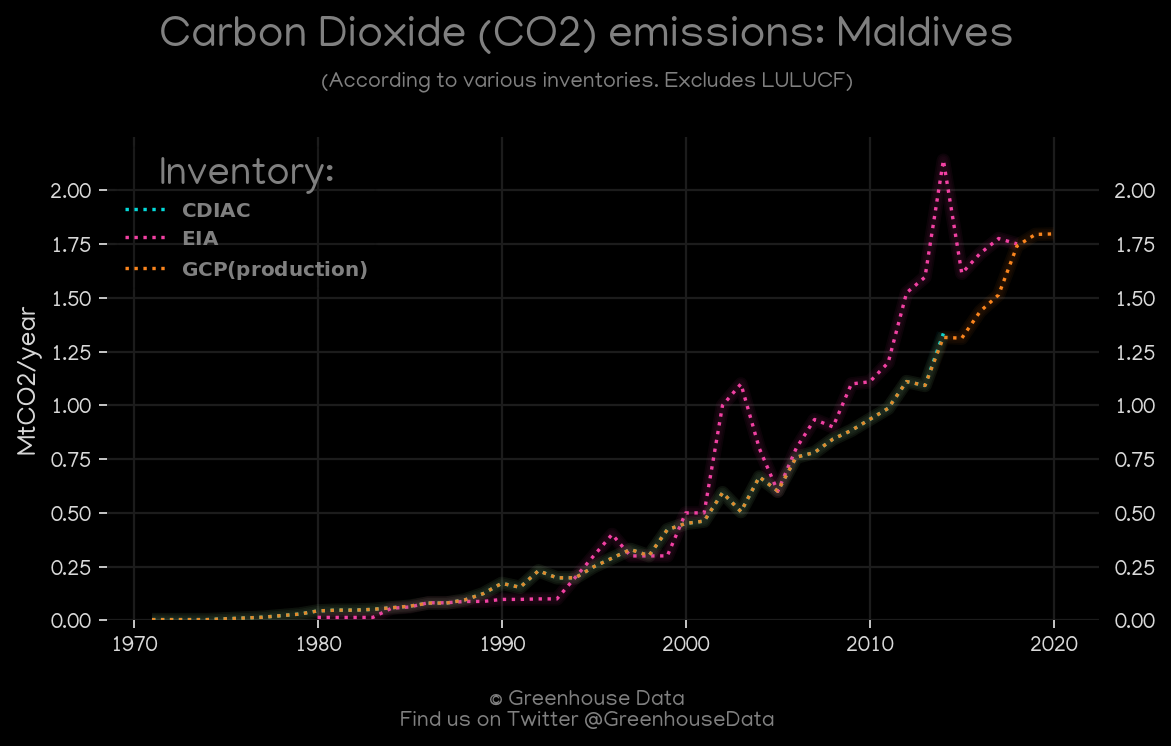 Carbon Dioxide (CO2) emissions: Maldives
(According to various inventories. Excludes LULUCF)
Inventory:
CDIAC
EIA
GCP(production)
MtCO2/year
2.00
1.75
1.50
1.25
1.00
0.75
0.50
0.25
0.00
2.00
1.75
1.50
1.25
1.00
0.75
0.50
0.25
0.00
1970 1980 1990 2000 2010 2020
© Greenhouse Data
Find us on Twitter @GreenhouseData